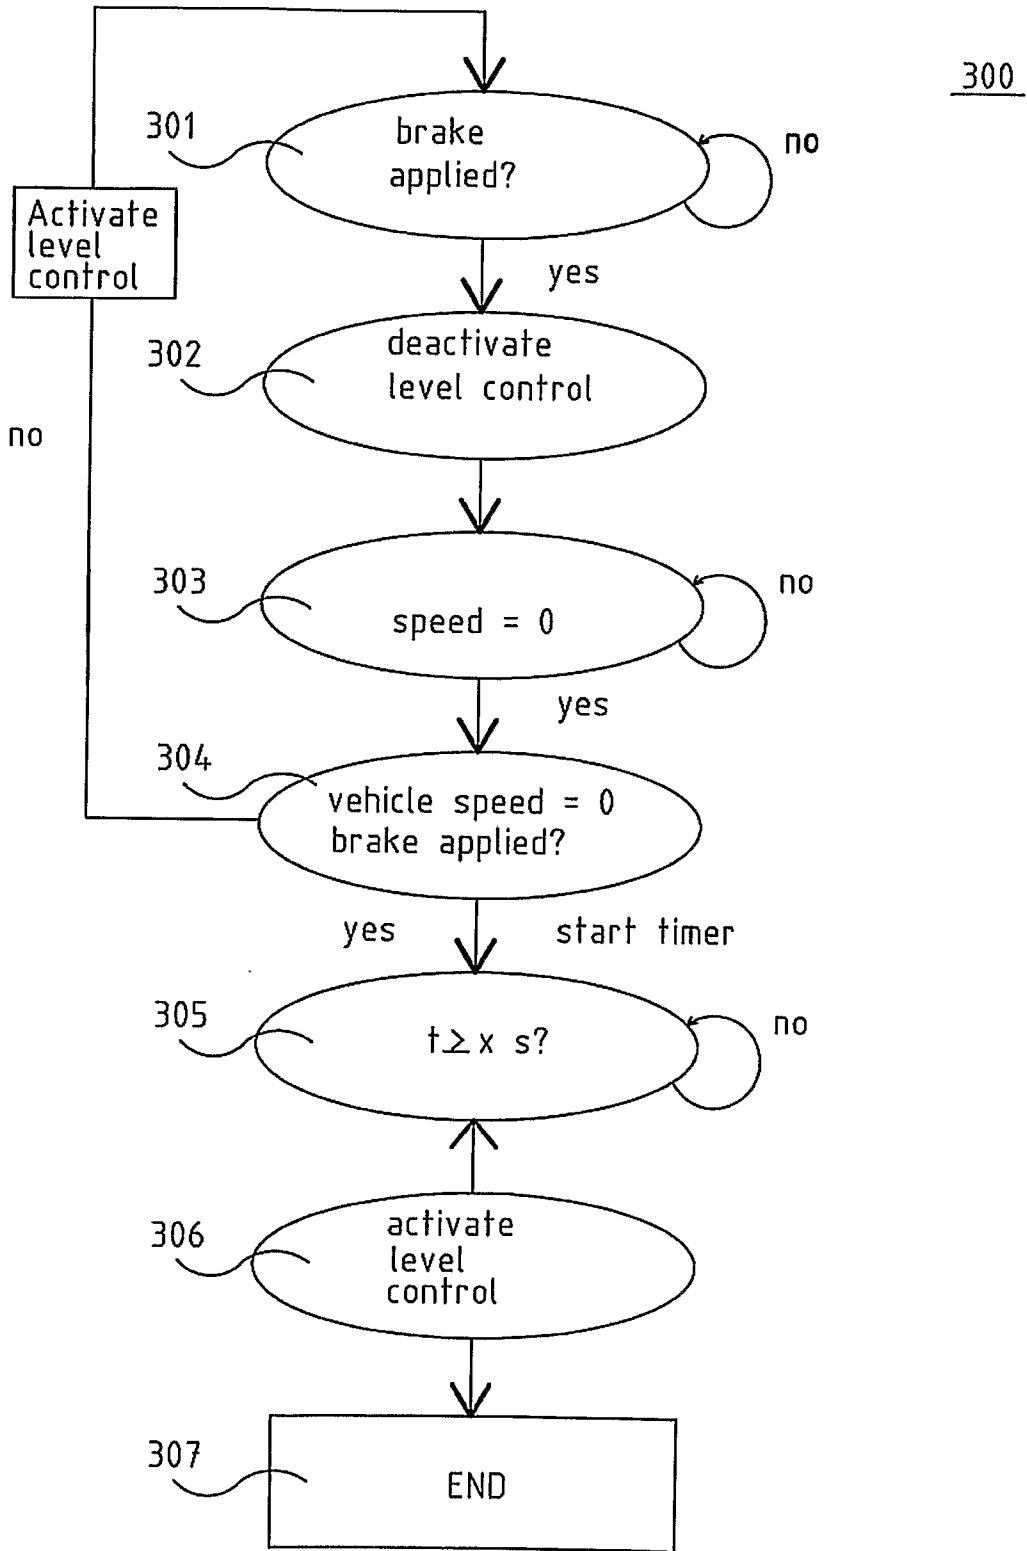 300
301
brake
applied?
no
Activate
level
control
yes
302
deactivate
level control
no
303
speed = 0
no
yes
304
vehicle speed = 0
brake applied?
yes
start timer
305
t≥x s?
no
306
activate
level
control
307
END